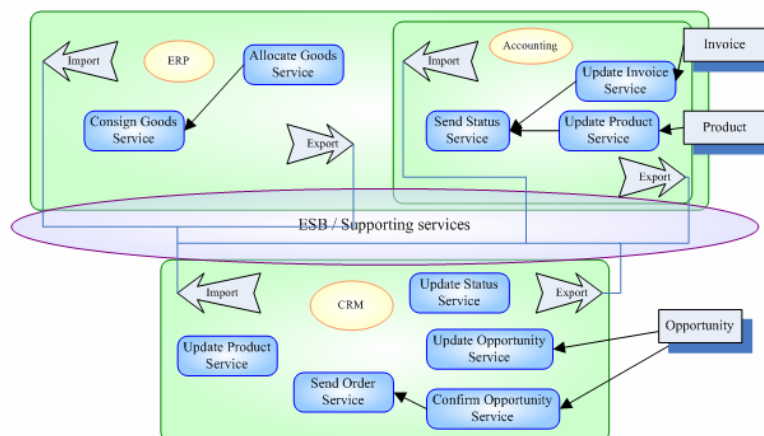 Import
ERP
Allocate Goods
Service
Consign Goods
Service
Export
Accounting
Import
Update Invoice
Service
Send Status
Service
Update Product
Service
Export
Invoice
Product
ESB / Supporting services
Import
CRM
Update Status
Service
Export
Update Product
Service
Update Opportunity
Service
Send Order
Service
Confirm Opportunity
Service
Opportunity